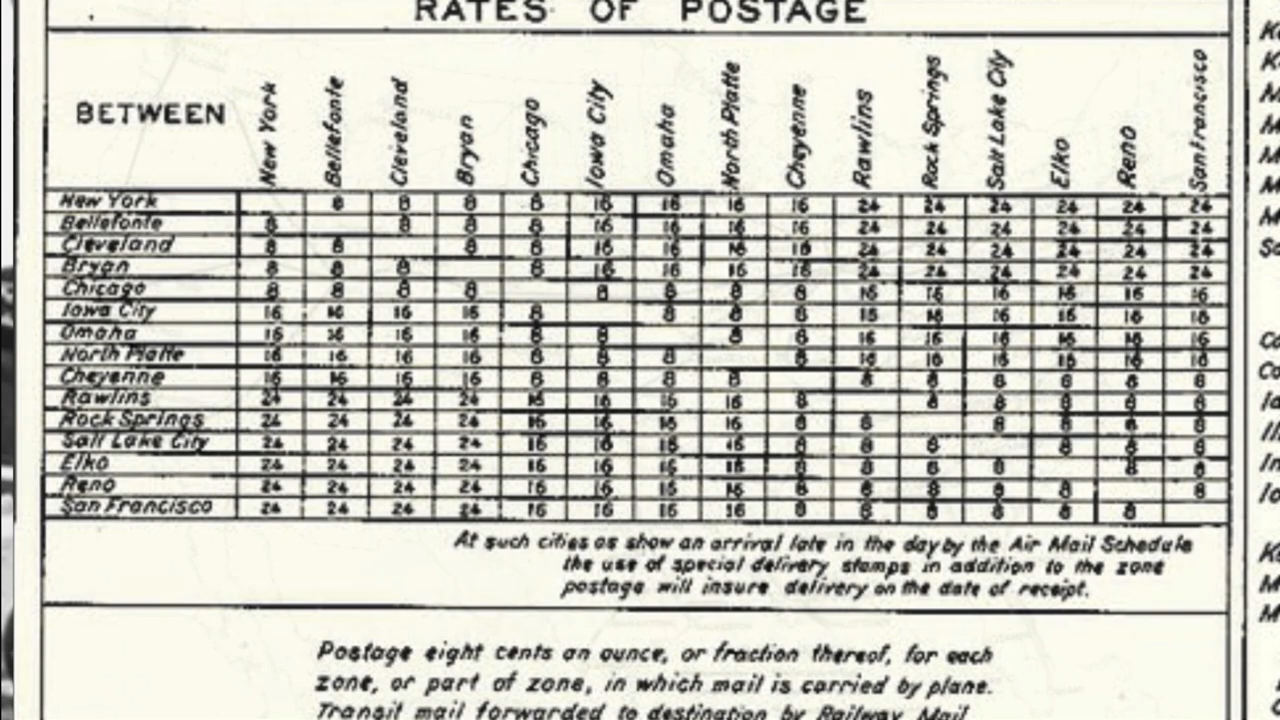 RATES OF POSTAGE
BETWEEN New York Bellefonte Cleveland Bryan Chicago Iowa City Omaha North Platte Cheyenne Rawlins Rock Springs Salt Lake City Elko Reno San Francisco
New York 8 8 8 8 16 16 16 16 24 24 24 24 24 24
Bellefonte 8 8 8 8 16 16 16 16 24 24 24 24 24 24
Cleveland 8 8 8 8 16 16 16 16 24 24 24 24 24 24
Bryan 8 8 8 8 16 16 16 16 24 24 24 24 24 24
Chicago 8 8 8 8 8 8 8 8 16 16 16 16 16 16
Iowa City 16 16 16 16 8 8 8 8 16 16 16 16 16 16
Omaha 16 16 16 16 8 8 8 8 16 16 16 16 16 16
North Platte 16 16 16 16 8 8 8 8 16 16 16 16 16 16
Cheyenne 16 16 16 16 8 8 8 8 8 8 8 8 8 8
Rawlins 24 24 24 24 16 16 16 16 8 8 8 8 8 8
Rock Springs 24 24 24 24 16 16 16 16 8 8 8 8 8 8
Salt Lake City 24 24 24 24 16 16 16 16 8 8 8 8 8 8
Elko 24 24 24 24 16 16 16 16 8 8 8 8 8 8
Reno 24 24 24 24 16 16 16 16 8 8 8 8 8 8
San Francisco 24 24 24 24 16 16 16 16 8 8 8 8 8 8
At such cities as show an arrival late in the day by the Air Mail Schedule
the use of special delivery stamps in addition to the zone
postage will insure delivery on the date of receipt.
Postage eight cents an ounce, or fraction thereof, for each
zone, or part of zone, in which mail is carried by plane.
Transit mail forwarded to destination by Railway Mail